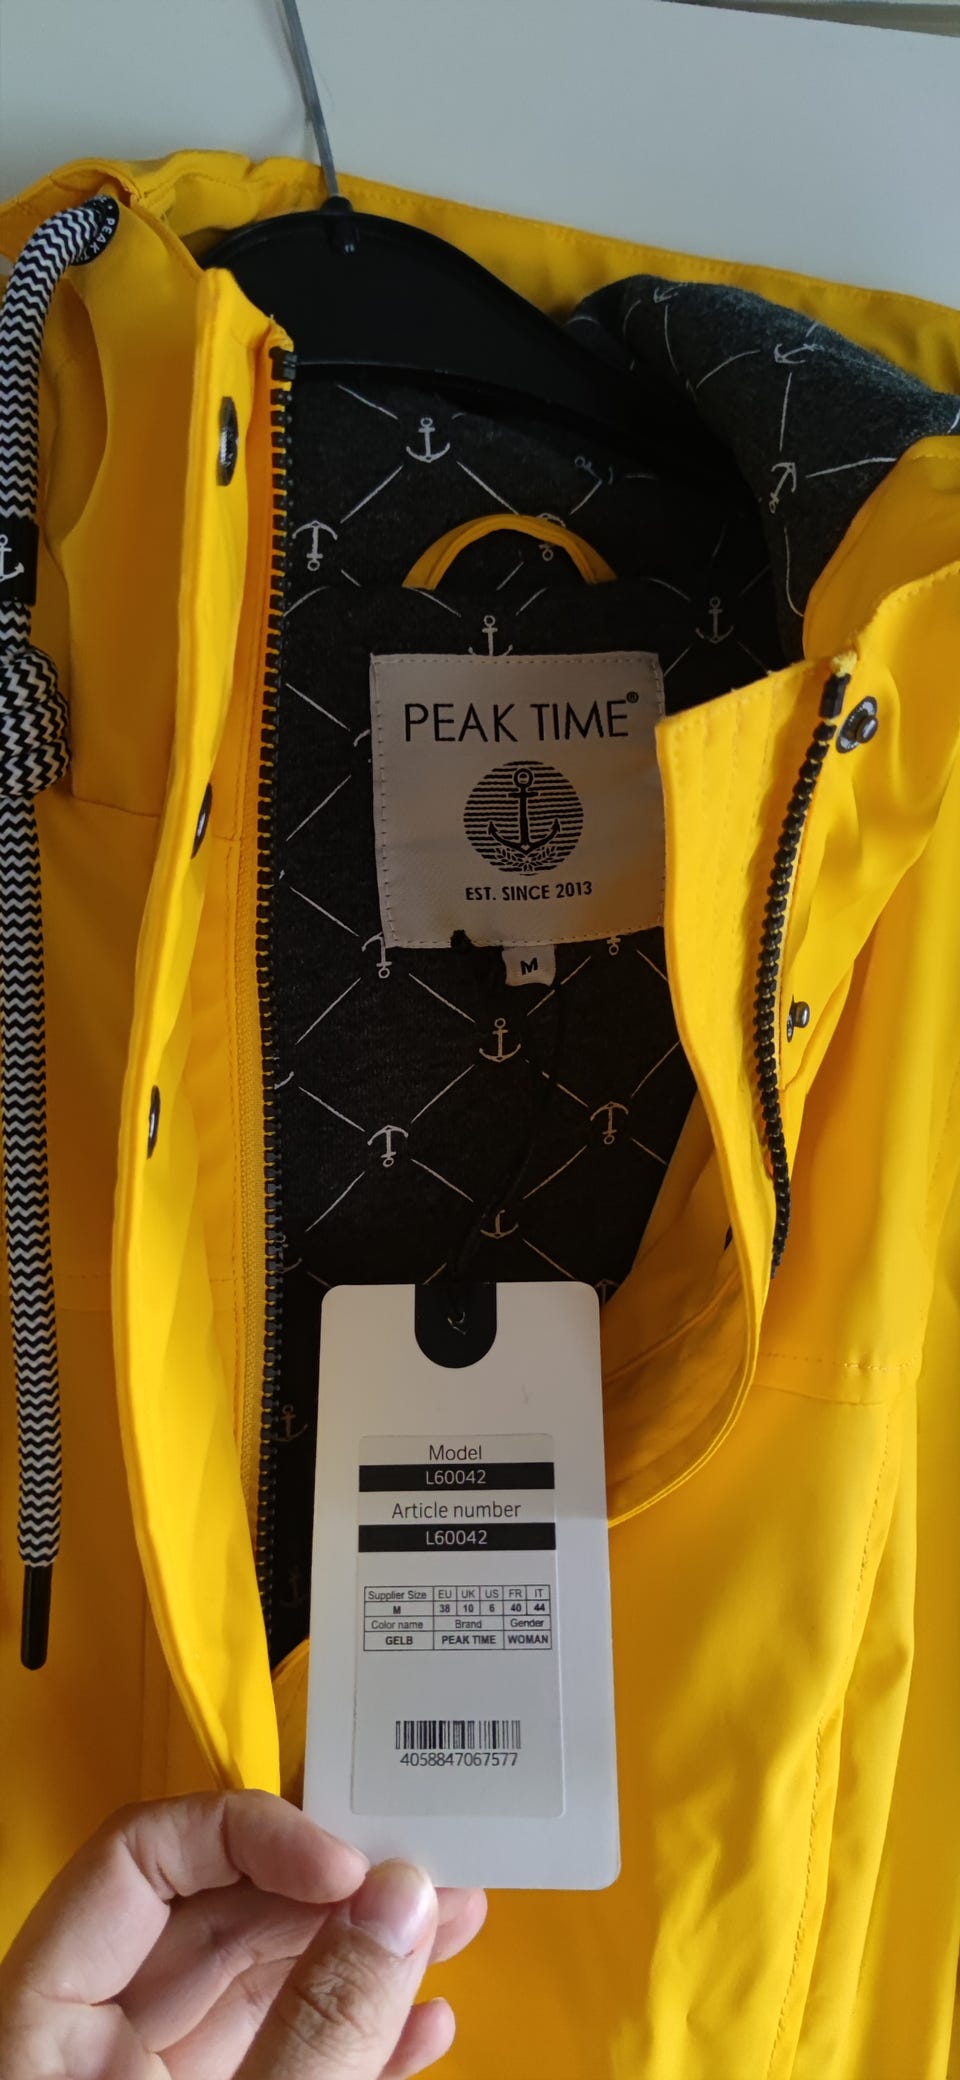 PEAK T
PEAK TIME®
EST. SINCE 2013
M
Model
L60042
Article number
L60042
Supplier Size EU UK US FR IT
M 38 10 6 40 44
Color name Brand Gender
GELB PEAK TIME WOMAN
4058847067577